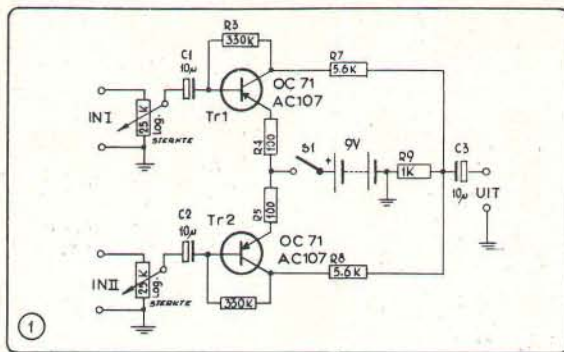 R3
330K
C1
10µ
OC 71
AC107
Tr1
R7
5.6K
IN I
25 K
Log.
STERKTE
R4
100
S1
+
9V
R9
1K
C3
10µ
UIT
R5
100
C2
10µ
Tr2
OC 71
AC107
R8
5.6K
IN II
25 K
Log.
STERKTE
330K
1